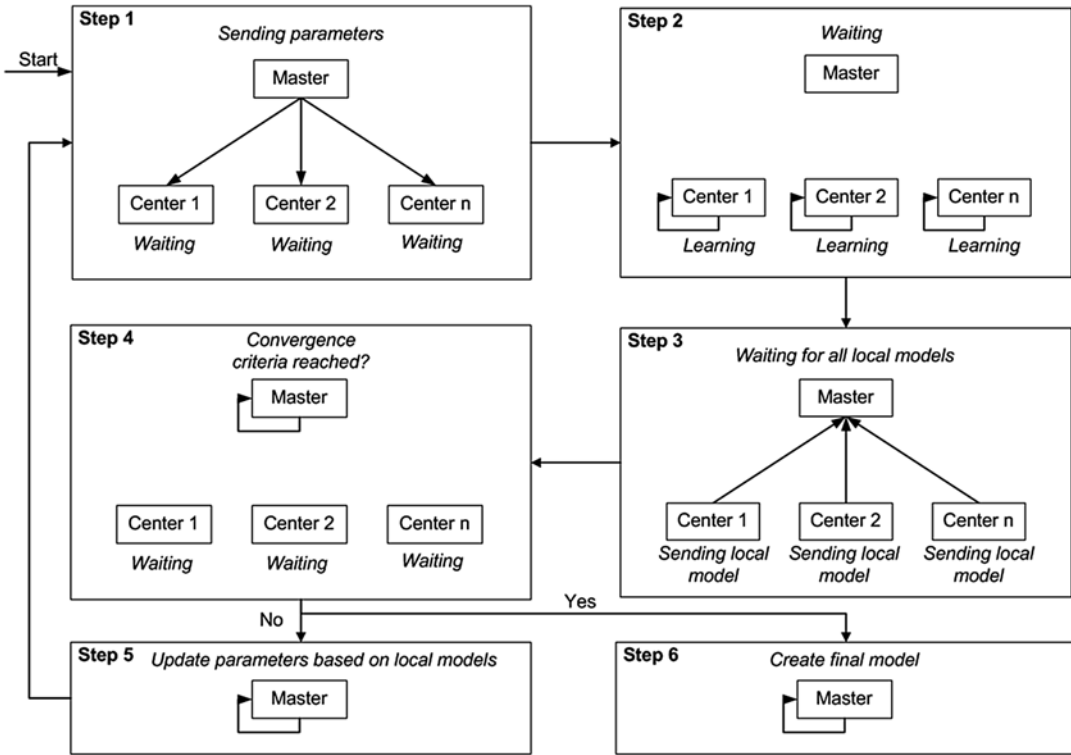 Start
Step 1
Sending parameters
Master
Center 1
Center 2
Center n
Waiting
Waiting
Waiting
Step 2
Waiting
Master
Center 1
Center 2
Center n
Learning
Learning
Learning
Step 3
Waiting for all local models
Master
Center 1
Center 2
Center n
Sending local
model
Sending local
model
Sending local
model
Step 4
Convergence
criteria reached?
Master
Center 1
Center 2
Center n
Waiting
Waiting
Waiting
No
Yes
Step 5
Update parameters based on local models
Master
Step 6
Create final model
Master